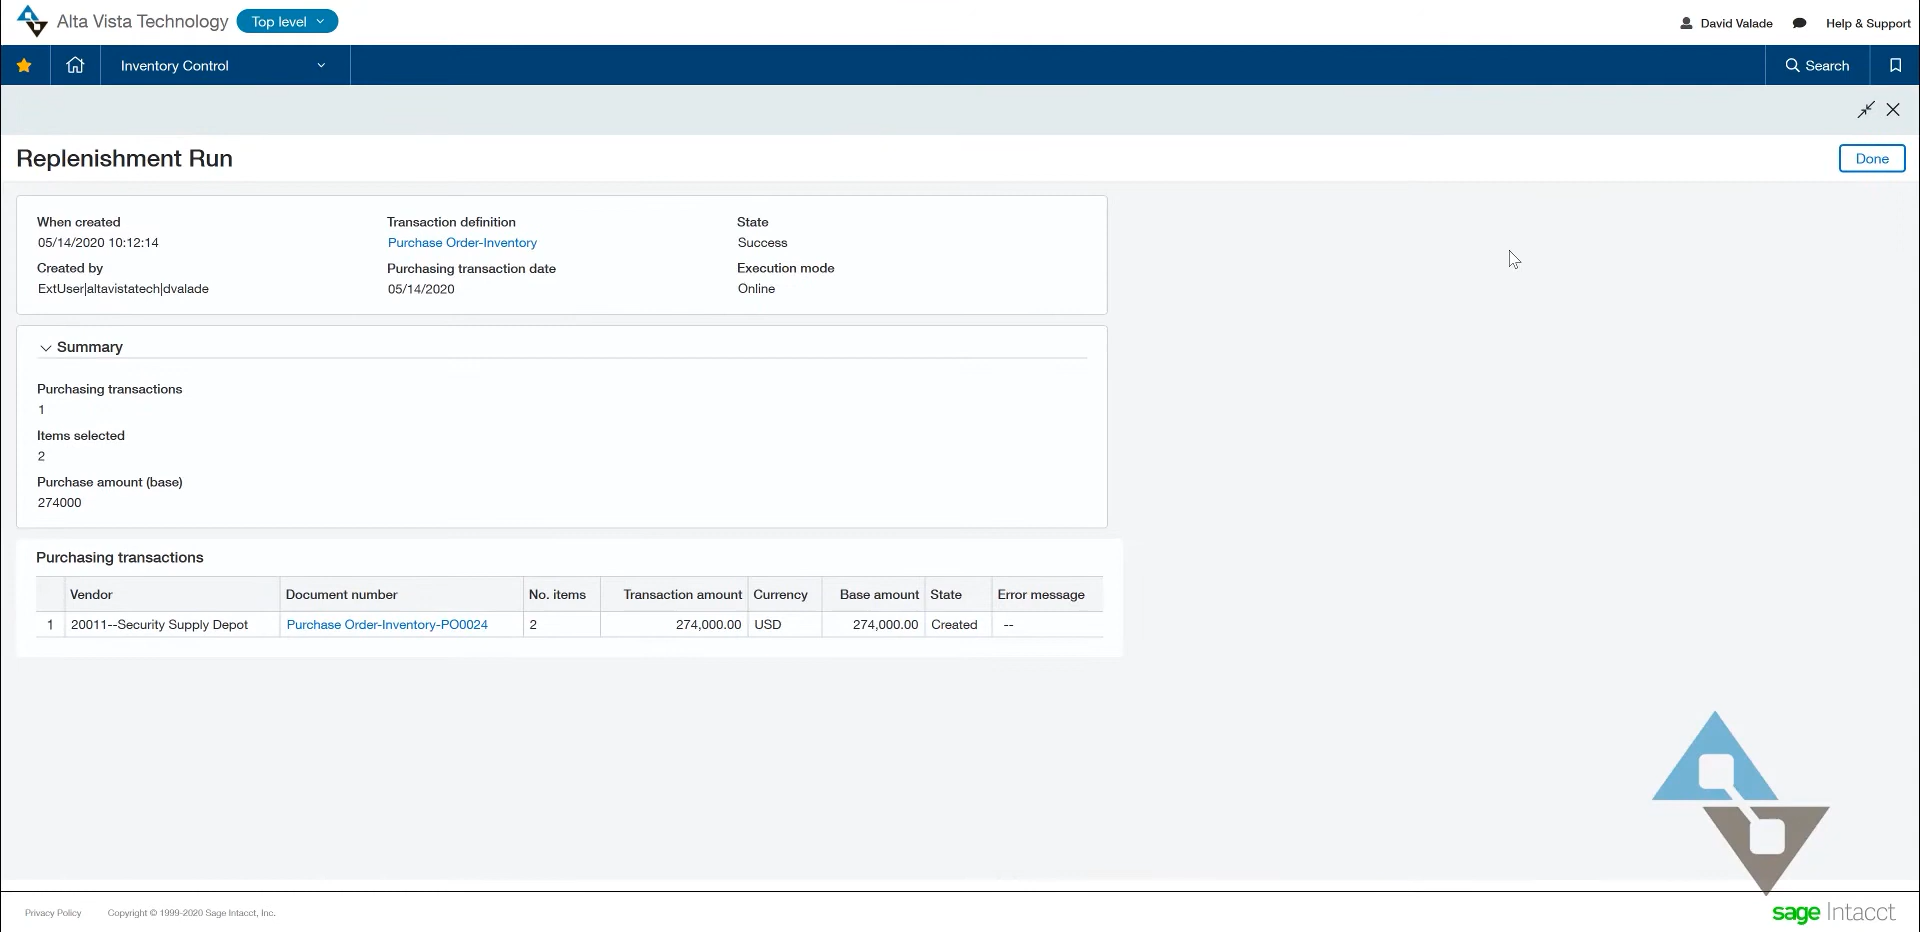 Alta Vista Technology Top level David Valade Help & Support
Inventory Control Search
Replenishment Run Done
When created Transaction definition State
05/14/2020 10:12:14 Purchase Order-Inventory Success
Created by Purchasing transaction date Execution mode
ExtUser|altavistatech|dvalade 05/14/2020 Online
Summary
Purchasing transactions
1
Items selected
2
Purchase amount (base)
274000
Purchasing transactions
Vendor Document number No. items Transaction amount Currency Base amount State Error message
1 20011--Security Supply Depot Purchase Order-Inventory-PO0024 2 274,000.00 USD 274,000.00 Created --
Privacy Policy Copyright © 1999-2020 Sage Intacct, Inc. sage Intacct